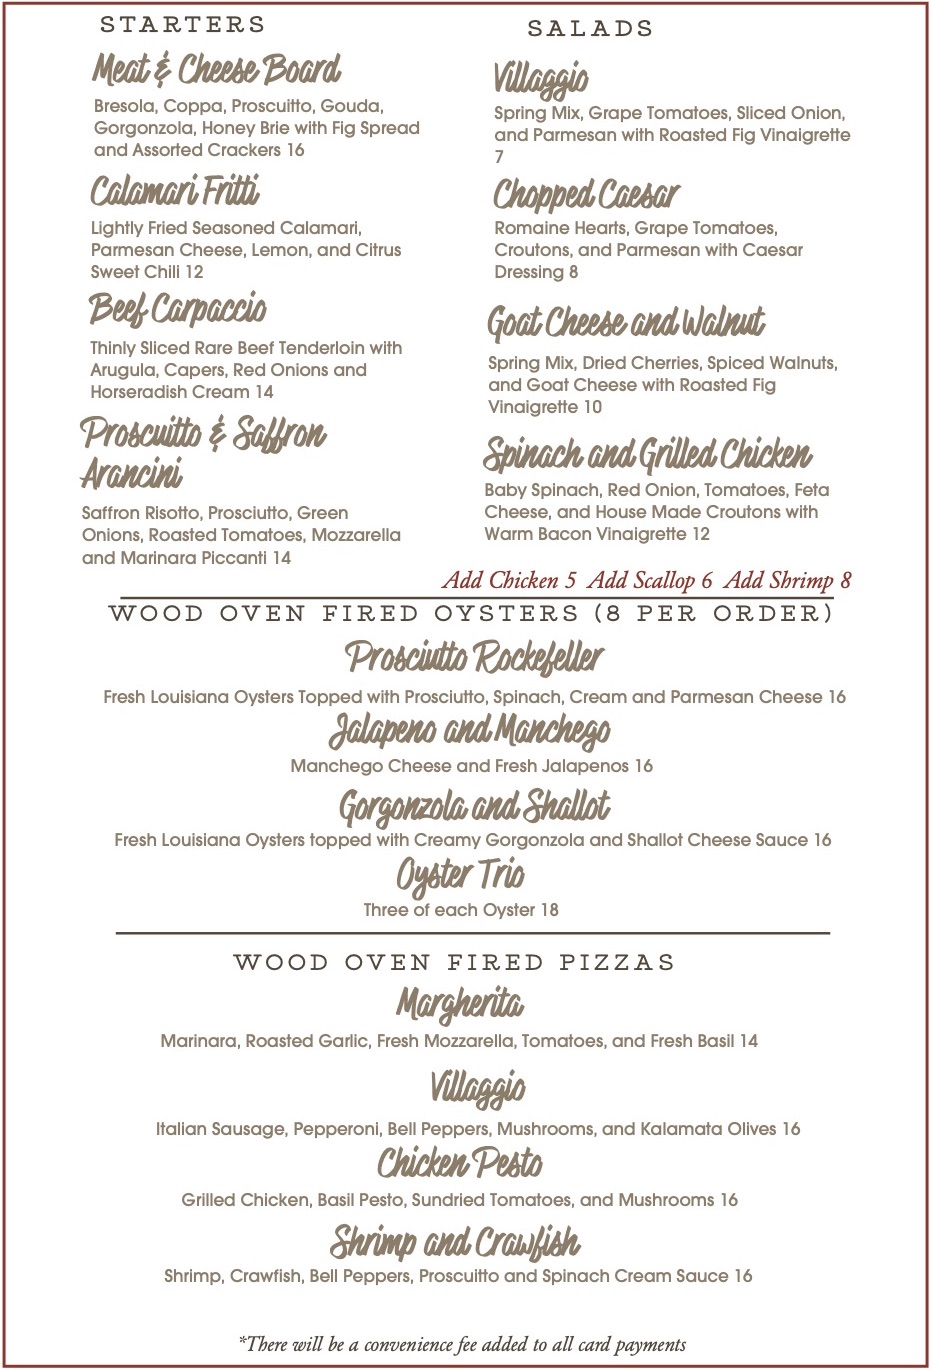 STARTERS
Meat & Cheese Board
Bresola, Coppa, Proscuitto, Gouda,
Gorgonzola, Honey Brie with Fig Spread
and Assorted Crackers 16
Calamari Fritti
Lightly Fried Seasoned Calamari,
Parmesan Cheese, Lemon, and Citrus
Sweet Chili 12
Beef Carpaccio
Thinly Sliced Rare Beef Tenderloin with
Arugula, Capers, Red Onions and
Horseradish Cream 14
Proscuitto & Saffron
Arancini
Saffron Risotto, Prosciutto, Green
Onions, Roasted Tomatoes, Mozzarella
and Marinara Piccanti 14
SALADS
Villaggio
Spring Mix, Grape Tomatoes, Sliced Onion,
and Parmesan with Roasted Fig Vinaigrette
7
Chopped Caesar
Romaine Hearts, Grape Tomatoes,
Croutons, and Parmesan with Caesar
Dressing 8
Goat Cheese and Walnut
Spring Mix, Dried Cherries, Spiced Walnuts,
and Goat Cheese with Roasted Fig
Vinaigrette 10
Spinach and Grilled Chicken
Baby Spinach, Red Onion, Tomatoes, Feta
Cheese, and House Made Croutons with
Warm Bacon Vinaigrette 12
Add Chicken 5 Add Scallop 6 Add Shrimp 8
WOOD OVEN FIRED OYSTERS (8 PER ORDER)
Prosciutto Rockefeller
Fresh Louisiana Oysters Topped with Prosciutto, Spinach, Cream and Parmesan Cheese 16
Jalapeno and Manchego
Manchego Cheese and Fresh Jalapenos 16
Gorgonzola and Shallot
Fresh Louisiana Oysters topped with Creamy Gorgonzola and Shallot Cheese Sauce 16
Oyster Trio
Three of each Oyster 18
WOOD OVEN FIRED PIZZAS
Margherita
Marinara, Roasted Garlic, Fresh Mozzarella, Tomatoes, and Fresh Basil 14
Villaggio
Italian Sausage, Pepperoni, Bell Peppers, Mushrooms, and Kalamata Olives 16
Chicken Pesto
Grilled Chicken, Basil Pesto, Sundried Tomatoes, and Mushrooms 16
Shrimp and Crawfish
Shrimp, Crawfish, Bell Peppers, Proscuitto and Spinach Cream Sauce 16
*There will be a convenience fee added to all card payments